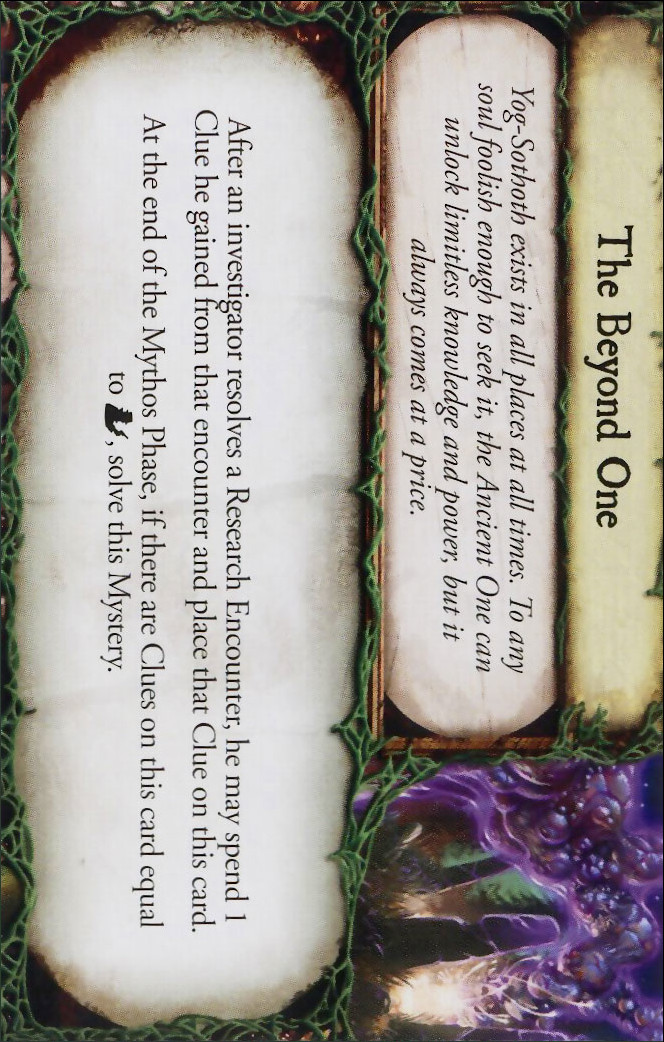 The Beyond One
Yog-Sothoth exists in all places at all times. To any
soul foolish enough to seek it, the Ancient One can
unlock limitless knowledge and power, but it
always comes at a price.
After an investigator resolves a Research Encounter, he may spend 1
Clue he gained from that encounter and place that Clue on this card.
At the end of the Mythos Phase, if there are Clues on this card equal
to , solve this Mystery.